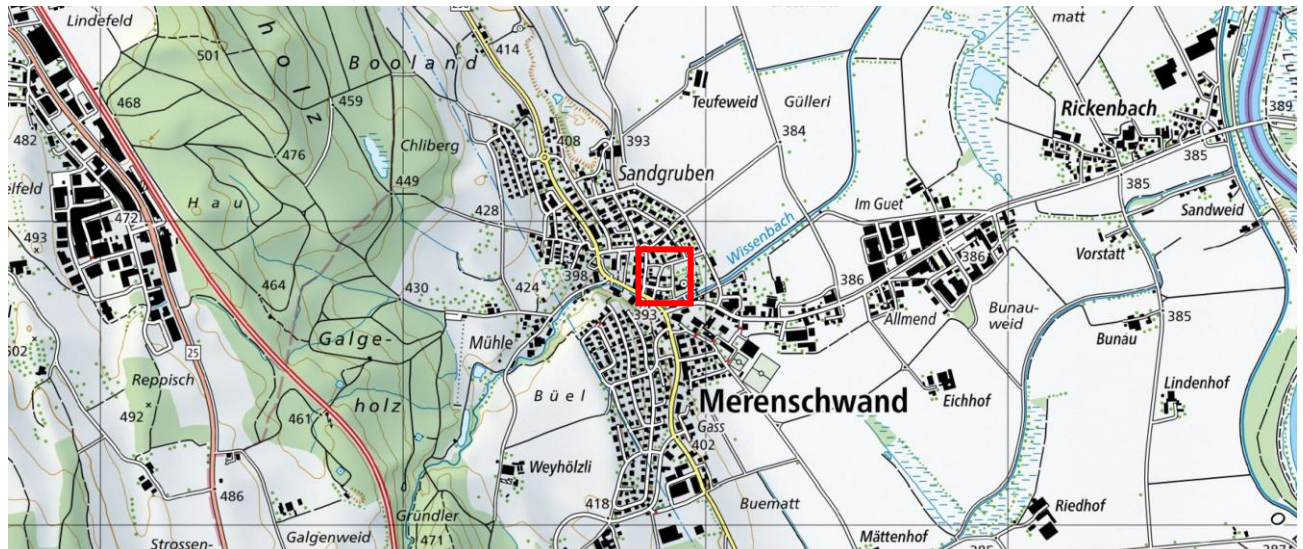 Lindefeld
501
holz
414
Booland
matt
468
459
Teufeweid
Gülleri
Rickenbach
389
482
476
Chliberg
408
393
384
385
Sandgruben
449
385
elfeld
472
Hau
428
Im Guet
Sandweid
493
Wissenbach
Vorstatt
464
430
424
398
386
386
393
Allmend
Bunau-
weid
385
Galge-
holz
Mühle
Bunau
502
25
Reppisch
Büel
Merenschwand
Eichhof
Lindenhof
492
461
Gass
402
Weyhölzli
486
418
Buematt
Riedhof
Gründler
Strossen-
Galgenweid
471
Mättenhof
385
387